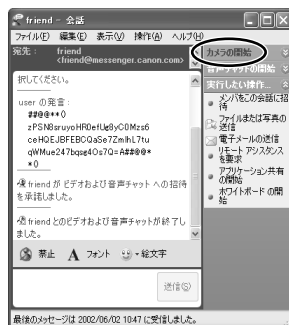 friend - 会話
ファイル(F) 編集(E) 表示(V) 操作(A) ヘルプ(H)
宛先: friend
<friend@messenger.canon.com>
択してください。
user の発言:
##@@**0
zPSNBsruyoHR0efUg8yC0Mzs6
ceHQEJBFEBCQaSe7ZmlhL7tu
qWMue247bqsg4Os7Q=A##@@*
*0
friend が ビデオおよび音声チャット への招待
を承諾しました。
friend とのビデオおよび音声チャットが終了し
ました。
禁止 A フォント 絵文字
送信(S)
最後のメッセージは 2002/06/02 10:47 に受信しました。
カメラの開始
音声チャットの開始
実行したい操作...
メンバをこの会話に招
待
ファイルまたは写真の
送信
電子メールの送信
リモート アシスタンス
を要求
アプリケーション共有
の開始
ホワイトボード の開
始